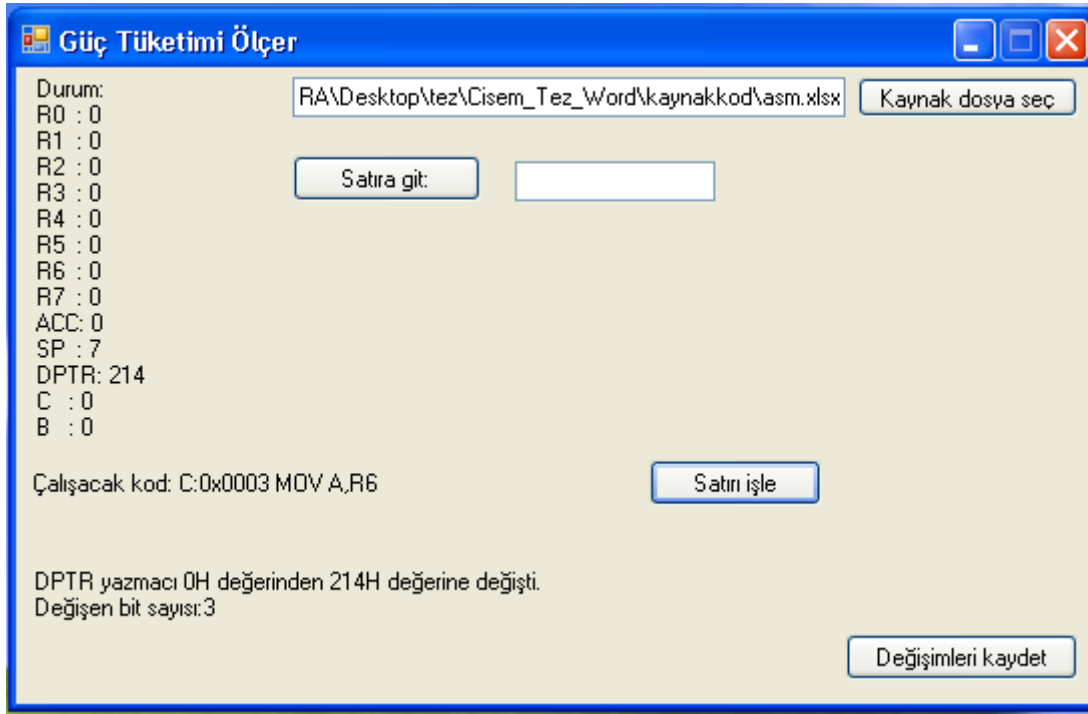 Güç Tüketimi Ölçer
Durum:
R0 : 0
R1 : 0
R2 : 0
R3 : 0
R4 : 0
R5 : 0
R6 : 0
R7 : 0
ACC: 0
SP : 7
DPTR: 214
C : 0
B : 0
RA\Desktop\tez\Cisem_Tez_Word\kaynakkod\asm.xlsx
Kaynak dosya seç
Satıra git:
Çalışacak kod: C:0x0003 MOV A,R6
Satırı işle
DPTR yazmacı 0H değerinden 214H değerine değişti.
Değişen bit sayısı:3
Değişimleri kaydet